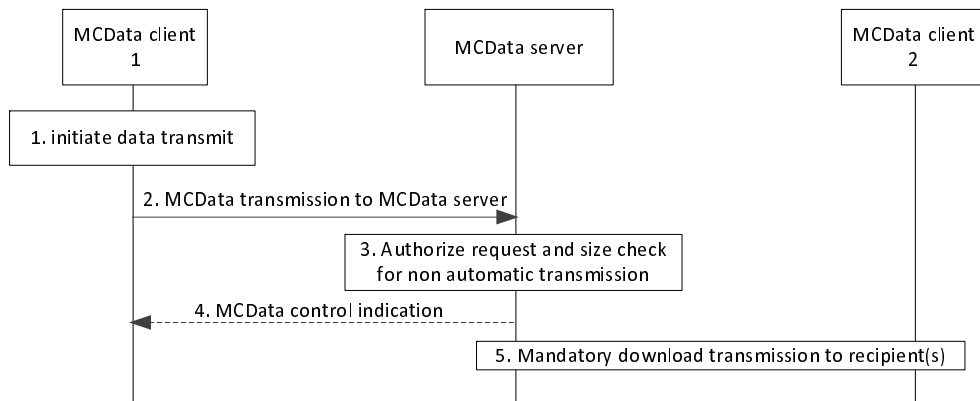 MCData client
1
MCData server
MCData client
2
1. initiate data transmit
2. MCData transmission to MCData server
3. Authorize request and size check
for non automatic transmission
4. MCData control indication
5. Mandatory download transmission to recipient(s)